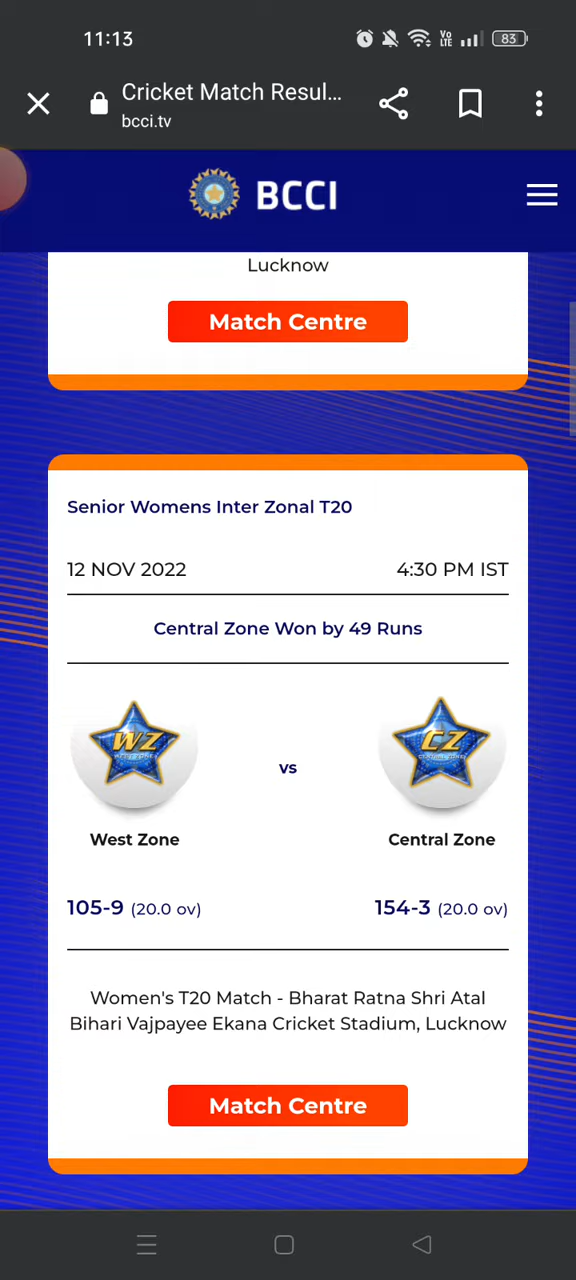 11:13
Vo
LTE
83
Cricket Match Resul...
bcci.tv
BCCI
Lucknow
Match Centre
Senior Womens Inter Zonal T20
12 NOV 2022 4:30 PM IST
Central Zone Won by 49 Runs
WZ CZ
vs
West Zone Central Zone
105-9 (20.0 ov) 154-3 (20.0 ov)
Women's T20 Match - Bharat Ratna Shri Atal
Bihari Vajpayee Ekana Cricket Stadium, Lucknow
Match Centre